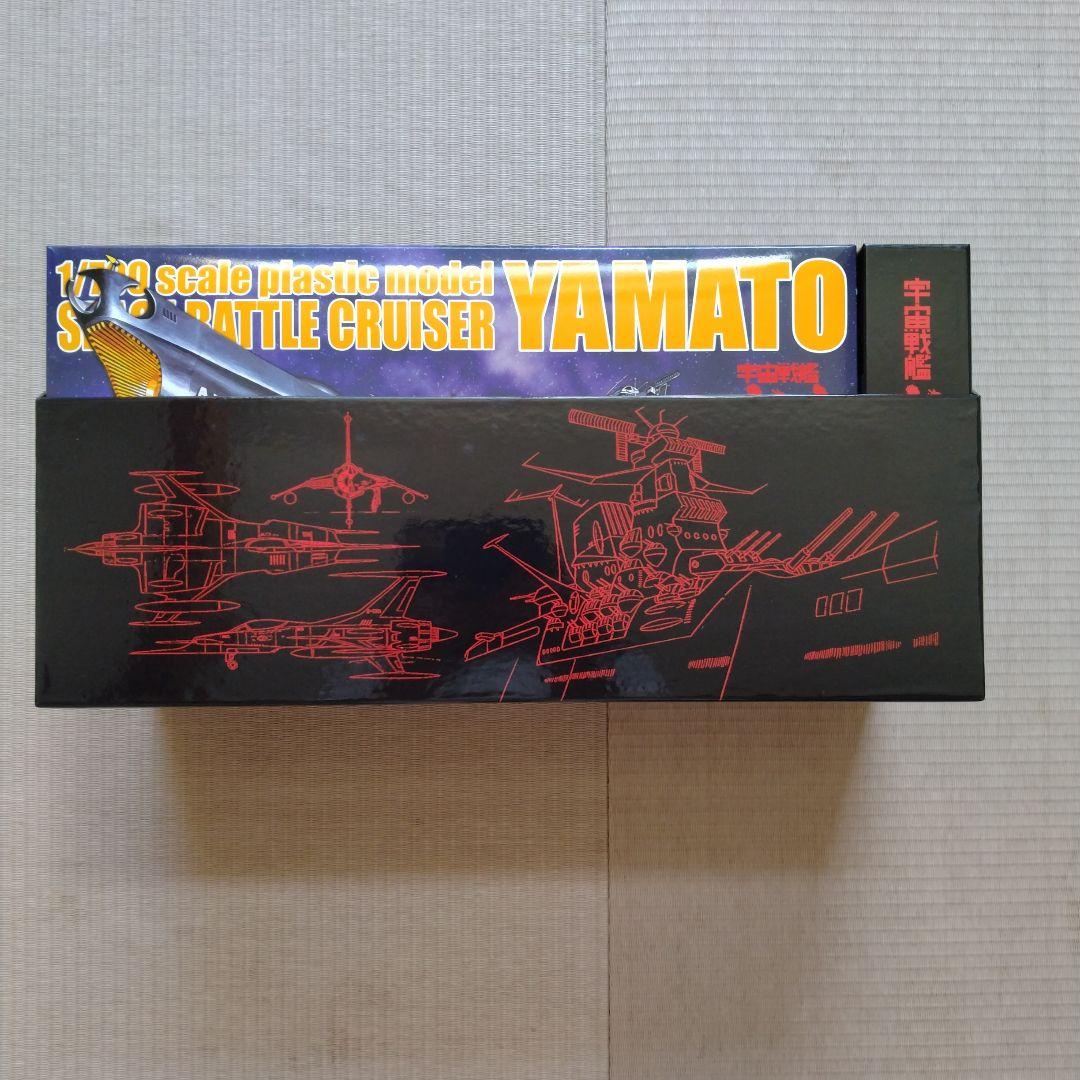 scale plastic model
BATTLE CRUISER
YAMATO
宇宙戦艦
宇宙戦艦